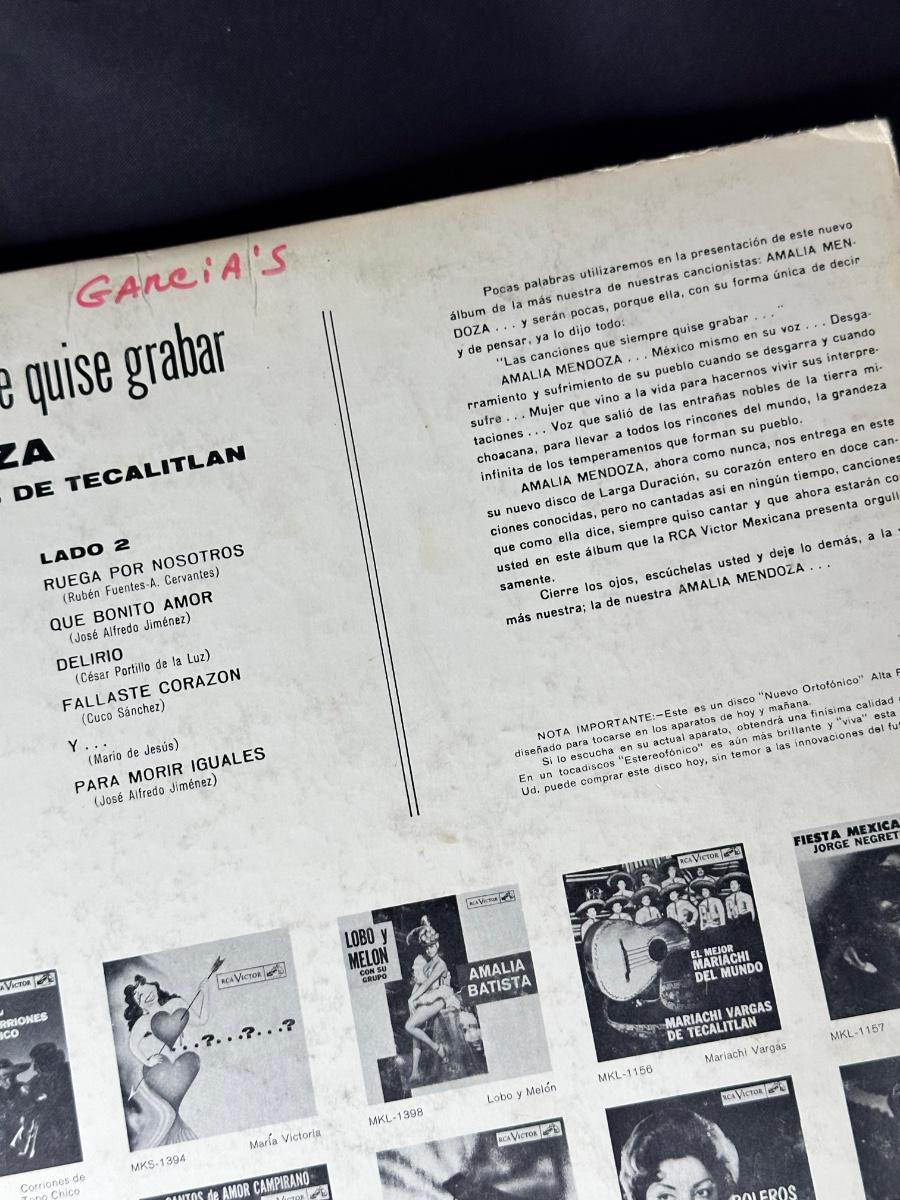 GARCIA'S
e quise grabar
ZA
DE TECALITLAN
LADO 2
RUEGA POR NOSOTROS
(Rubén Fuentes-A. Cervantes)
QUE BONITO AMOR
(José Alfredo Jiménez)
DELIRIO
(César Portillo de la Luz)
FALLASTE CORAZON
(Cuco Sánchez)
Y . . .
(Mario de Jesús)
PARA MORIR IGUALES
(José Alfredo Jiménez)
Pocas palabras utilizaremos en la presentación de este nuevo
álbum de la más nuestra de nuestras cancionistas: AMALIA MEN-
DOZA . . . y serán pocas, porque ella, con su forma única de decir
y de pensar, ya lo dijo todo:
"Las canciones que siempre quise grabar . . . "
AMALIA MENDOZA . . . México mismo en su voz . . . Desga-
rramiento y sufrimiento de su pueblo cuando se desgarra y cuando
sufre . . . Mujer que vino a la vida para hacernos vivir sus interpre-
taciones . . . Voz que salió de las entrañas nobles de la tierra mi-
choacana, para llevar a todos los rincones del mundo, la grandeza
infinita de los temperamentos que forman su pueblo.
AMALIA MENDOZA, ahora como nunca, nos entrega en este
su nuevo disco de Larga Duración, su corazón entero en doce can-
ciones conocidas, pero no cantadas así en ningún tiempo, canciones
que como ella dice, siempre quiso cantar y que ahora estarán co
usted en este álbum que la RCA Victor Mexicana presenta orgull
samente.
Cierre los ojos, escúchelas usted y deje lo demás, a la
más nuestra; la de nuestra AMALIA MENDOZA . . .
NOTA IMPORTANTE:—Este es un disco "Nuevo Ortofónico" Alta F
diseñado para tocarse en los aparatos de hoy y mañana.
Si lo escucha en su actual aparato, obtendrá una finísima calidad
En un tocadiscos "Estereofónico" es aún más brillante y "viva" esta
Ud, puede comprar este disco hoy, sin temor a las innovaciones del fu
A VICTOR
RRIONES
ICO
Corriones de
Topo Chico
RCA VICTOR
. . ? . . . ? . . . ?
MKS-1394
María Victoria
RCA VICTOR
LOBO y
MELON
CON SU
GRUPO
AMALIA
BATISTA
MKL-1398
Lobo y Melón
RCA VICTOR
EL MEJOR
MARIACHI
DEL MUNDO
MARIACHI VARGAS
DE TECALITLAN
MKL-1156
Mariachi Vargas
FIESTA MEXICA
JORGE NEGRET
MKL-1157
ANTOS de AMOR CAMPIRANO
RCA VICTOR
RCA VICTOR
RCA VICTOR
BOLEROS